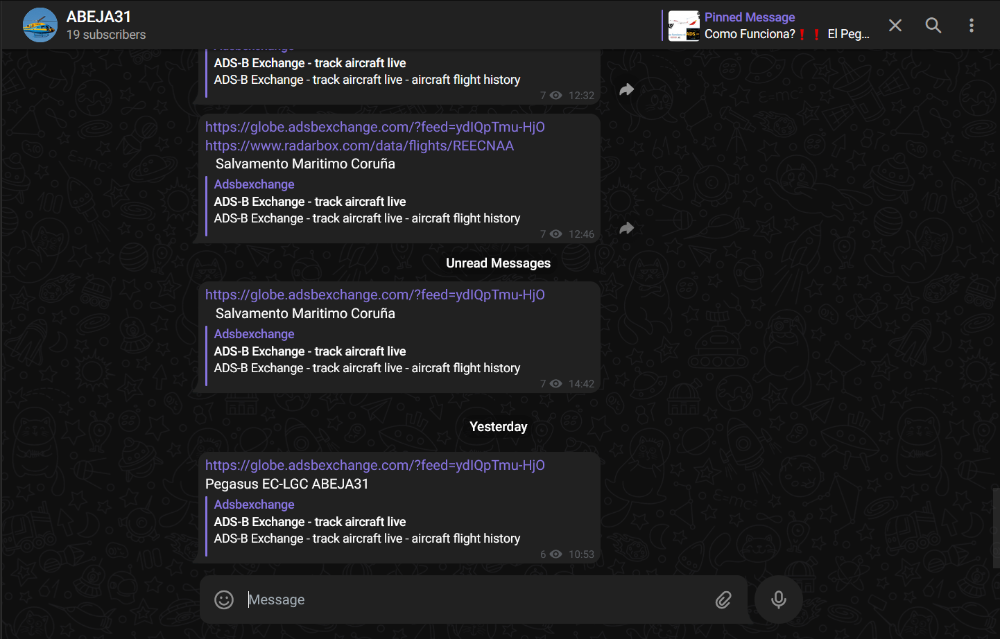 ABEJA31
19 subscribers
Pinned Message
Como Funciona?❗❗ El Peg...
Adsbexchange
ADS-B Exchange - track aircraft live
ADS-B Exchange - track aircraft live - aircraft flight history
7 12:32
https://globe.adsbexchange.com/?feed=ydIQpTmu-HjO
https://www.radarbox.com/data/flights/REECNAA
Salvamento Maritimo Coruña
Adsbexchange
ADS-B Exchange - track aircraft live
ADS-B Exchange - track aircraft live - aircraft flight history
7 12:46
Unread Messages
https://globe.adsbexchange.com/?feed=ydIQpTmu-HjO
Salvamento Maritimo Coruña
Adsbexchange
ADS-B Exchange - track aircraft live
ADS-B Exchange - track aircraft live - aircraft flight history
7 14:42
Yesterday
https://globe.adsbexchange.com/?feed=ydIQpTmu-HjO
Pegasus EC-LGC ABEJA31
Adsbexchange
ADS-B Exchange - track aircraft live
ADS-B Exchange - track aircraft live - aircraft flight history
6 10:53
Message